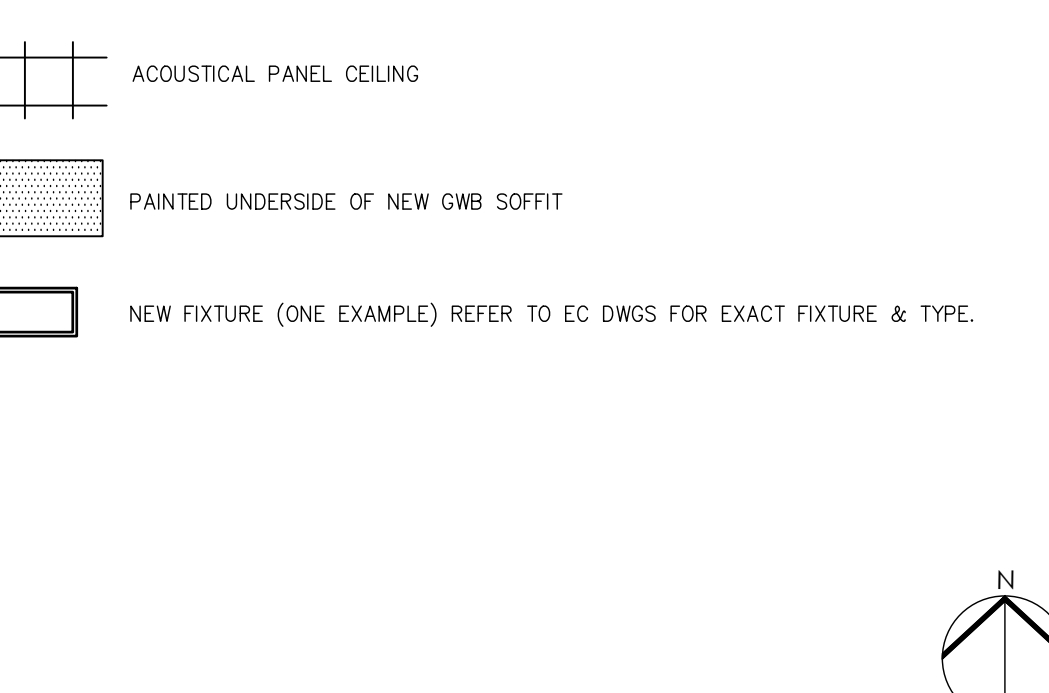 ACOUSTICAL PANEL CEILING
PAINTED UNDERSIDE OF NEW GWB SOFFIT
NEW FIXTURE (ONE EXAMPLE) REFER TO EC DWGS FOR EXACT FIXTURE & TYPE.
N